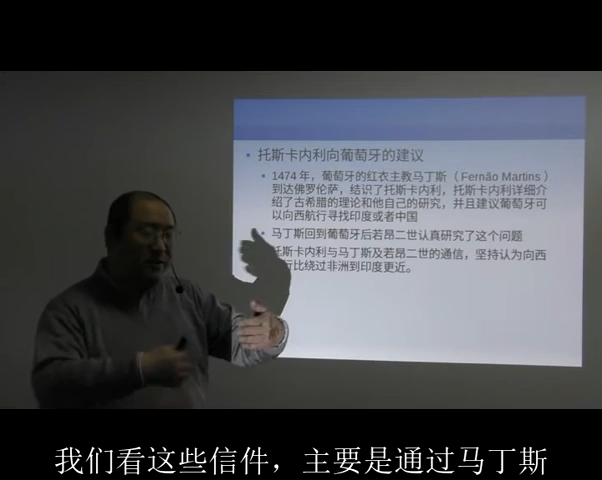 托斯卡内利向葡萄牙的建议
1474 年，葡萄牙的红衣主教马丁斯（ Fernão Martins ）
到达佛罗伦萨，结识了托斯卡内利，托斯卡内利详细介
绍了古希腊的理论和他自己的研究，并且建议葡萄牙可
以向西航行寻找印度或者中国
马丁斯回到葡萄牙后若昂二世认真研究了这个问题
托斯卡内利与马丁斯及若昂二世的通信，坚持认为向西
行比绕过非洲到印度更近。
我们看这些信件，主要是通过马丁斯